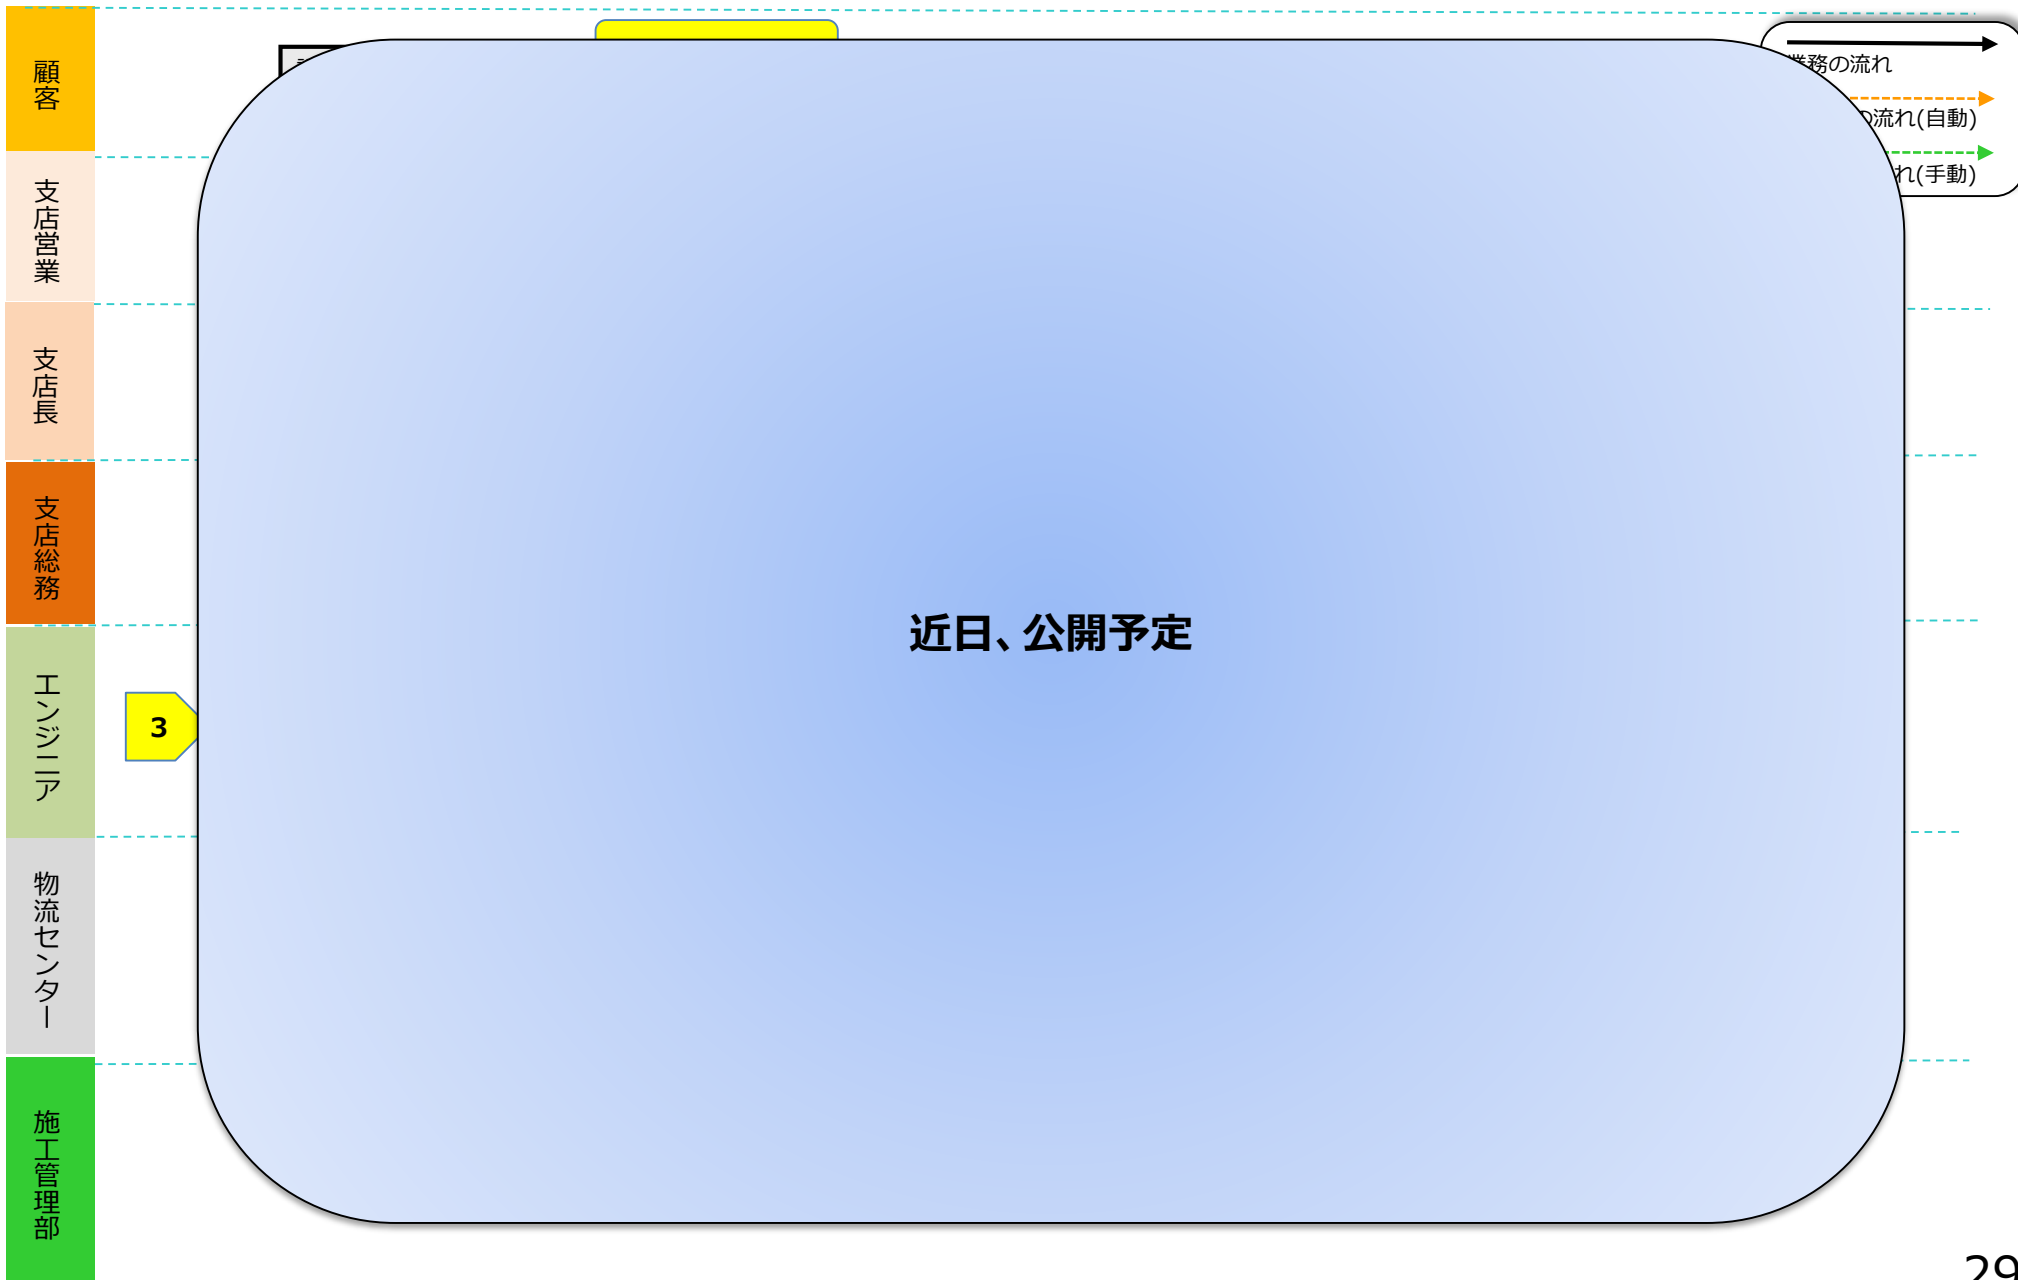 顧客
業務の流れ
の流れ(自動)
れ(手動)
支店営業
支店長
支店総務
近日、公開予定
エンジニア
3
物流センター
施工管理部
29